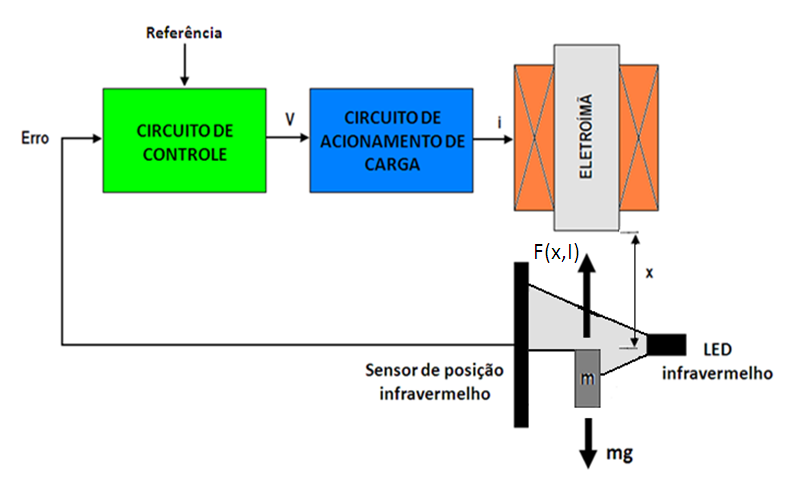 Referência
Erro
CIRCUITO DE
CONTROLE
V
CIRCUITO DE
ACIONAMENTO DE
CARGA
i
ELETROÍMÃ
F(x,I)
x
Sensor de posição
infravermelho
m
LED
infravermelho
mg